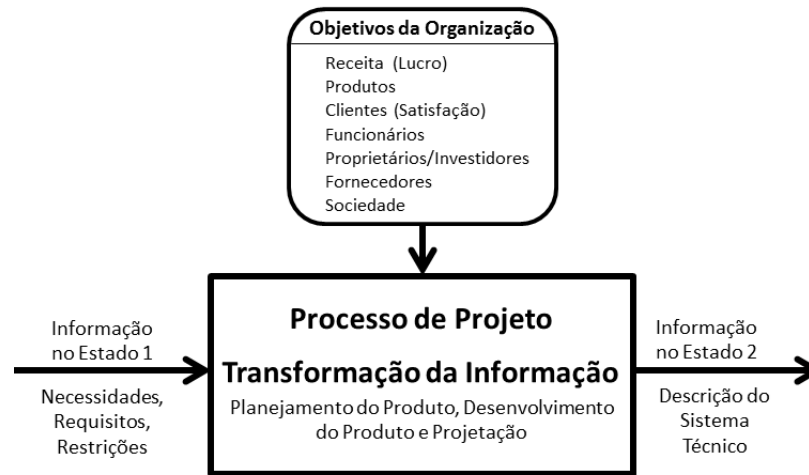 Objetivos da Organização
Receita (Lucro)
Produtos
Clientes (Satisfação)
Funcionários
Proprietários/Investidores
Fornecedores
Sociedade
Informação
no Estado 1
Necessidades,
Requisitos,
Restrições
Processo de Projeto
Transformação da Informação
Planejamento do Produto, Desenvolvimento
do Produto e Projetação
Informação
no Estado 2
Descrição do
Sistema
Técnico